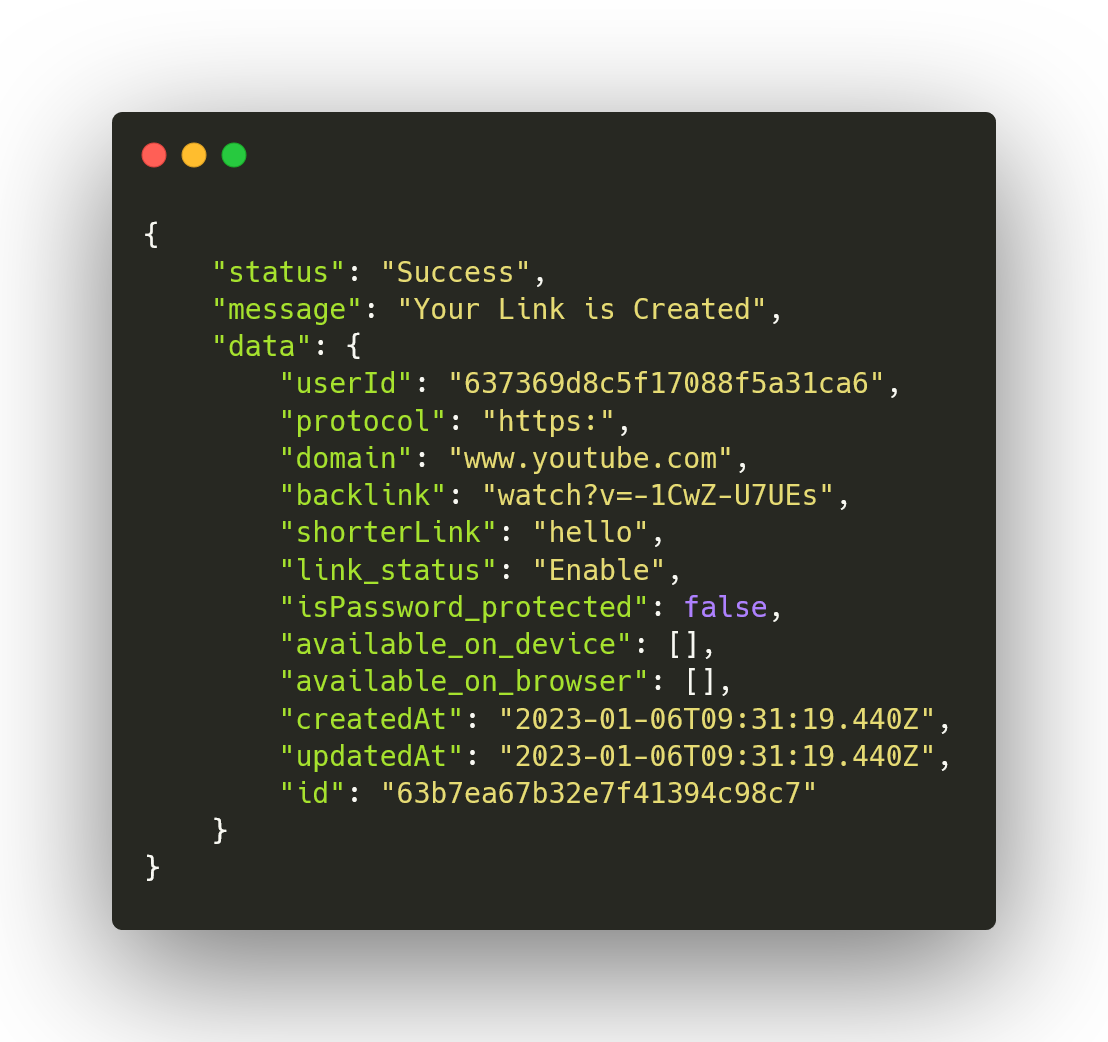 {
    "status": "Success",
    "message": "Your Link is Created",
    "data": {
        "userId": "637369d8c5f17088f5a31ca6",
        "protocol": "https:",
        "domain": "www.youtube.com",
        "backlink": "watch?v=-1CwZ-U7UEs",
        "shorterLink": "hello",
        "link_status": "Enable",
        "isPassword_protected": false,
        "available_on_device": [],
        "available_on_browser": [],
        "createdAt": "2023-01-06T09:31:19.440Z",
        "updatedAt": "2023-01-06T09:31:19.440Z",
        "id": "63b7ea67b32e7f41394c98c7"
    }
}